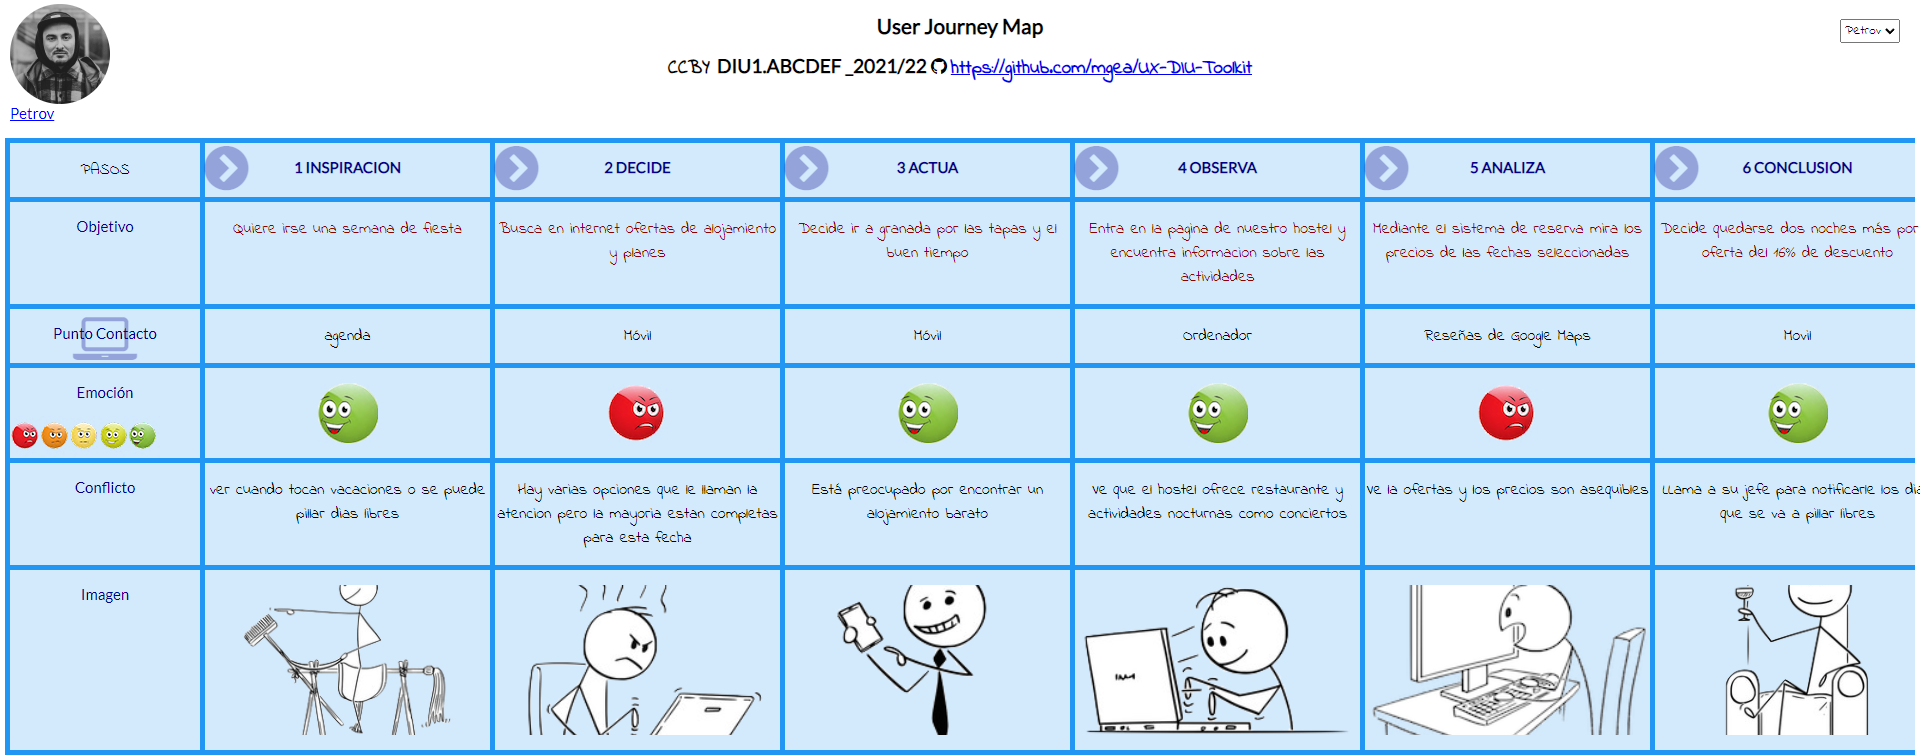 User Journey Map
Petrov
CCBY DIU1.ABCDEF _2021/22 https://github.com/mgea/UX-DIU-Toolkit
Petrov
PASOS
1 INSPIRACION
2 DECIDE
3 ACTUA
4 OBSERVA
5 ANALIZA
6 CONCLUSION
Objetivo
Quiere irse una semana de fiesta
Busca en internet ofertas de alojamiento
y planes
Decide ir a granada por las tapas y el
buen tiempo
Entra en la pagina de nuestro hostel y
encuentra informacion sobre las
actividades
Mediante el sistema de reserva mira los
precios de las fechas seleccionadas
Decide quedarse dos noches más por
oferta del 16% de descuento
Punto Contacto
agenda
Móvil
Móvil
Ordenador
Reseñas de Google Maps
Movil
Emoción
Conflicto
ver cuando tocan vacaciones o se puede
pillar dias libres
Hay varias opciones que le llaman la
atencion pero la mayoria estan completas
para esta fecha
Está preocupado por encontrar un
alojamiento barato
ve que el hostel ofrece restaurante y
actividades nocturnas como conciertos
ve la ofertas y los precios son asequibles
Llama a su jefe para notificarle los día
que se va a pillar libres
Imagen